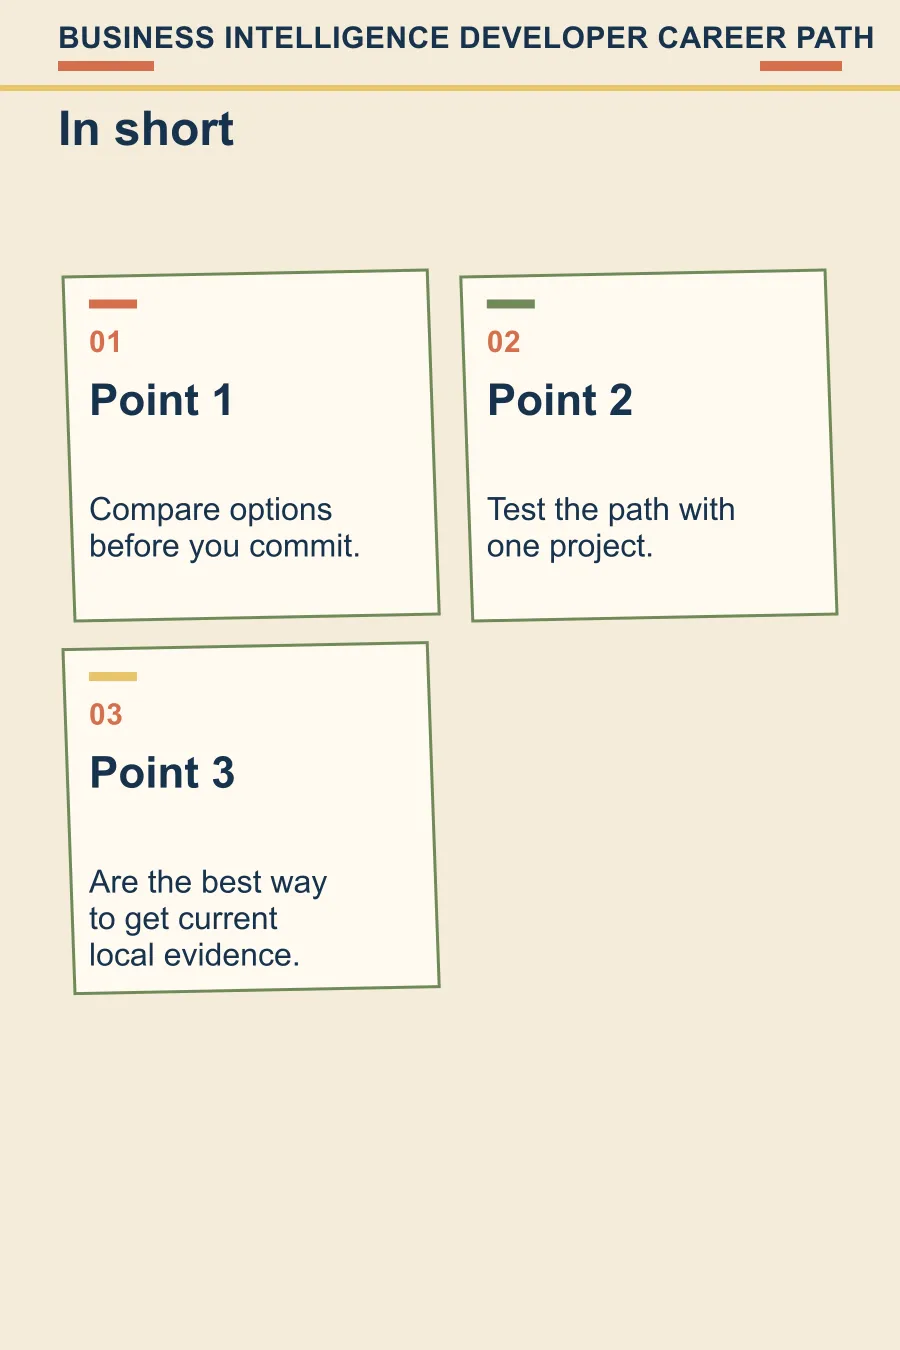 BUSINESS INTELLIGENCE DEVELOPER CAREER PATH
In short
01
Point 1
Compare options
before you commit.
02
Point 2
Test the path with
one project.
03
Point 3
Are the best way
to get current
local evidence.